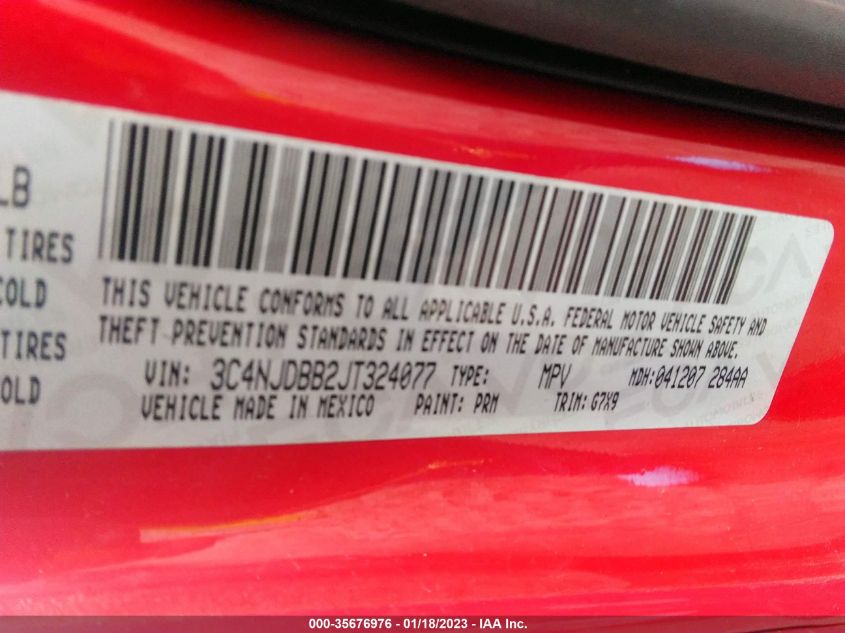 LB
TIRES
COLD
TIRES
COLD
THIS VEHICLE CONFORMS TO ALL APPLICABLE U.S.A. FEDERAL MOTOR VEHICLE SAFETY AND
THEFT PREVENTION STANDARDS IN EFFECT ON THE DATE OF MANUFACTURE SHOWN ABOVE.
VIN: 3C4NJDBB2JT324077 TYPE: MPV MDH:041207 284AA
VEHICLE MADE IN MEXICO PAINT: PRM TRIM: G7X9
000-35676976 - 01/18/2023 - IAA Inc.